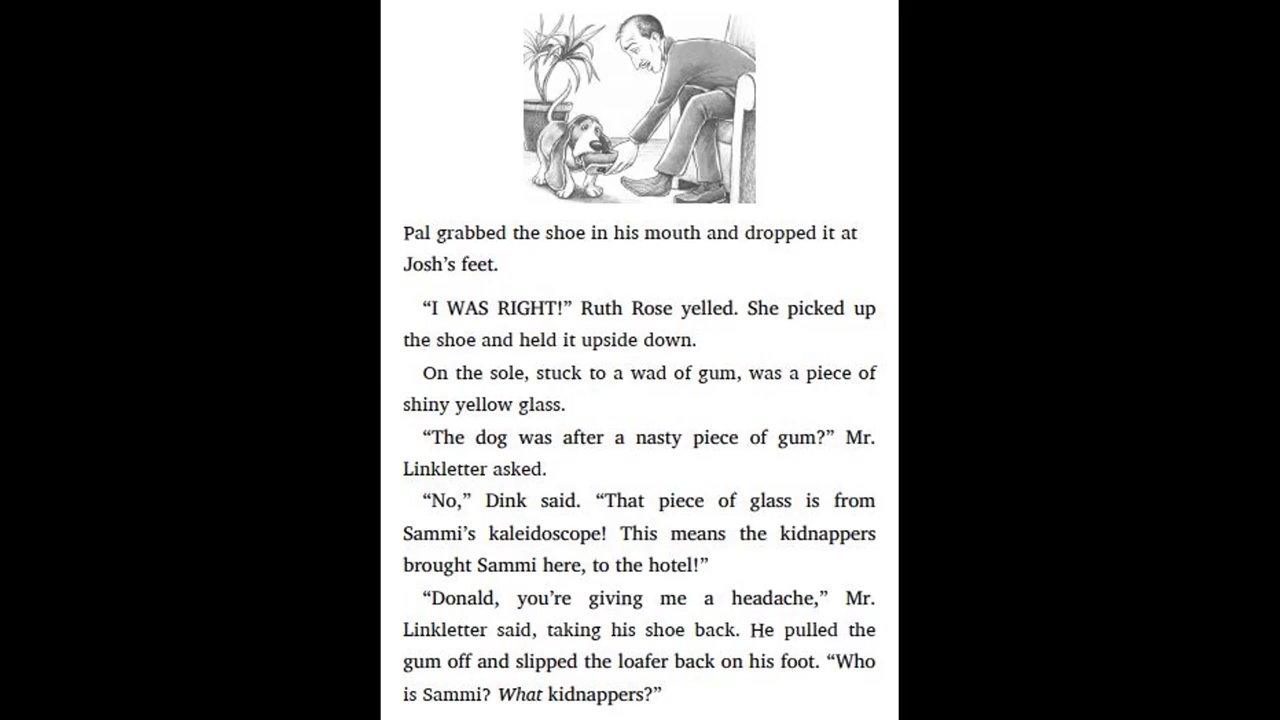 Pal grabbed the shoe in his mouth and dropped it at
Josh’s feet.
“I WAS RIGHT!” Ruth Rose yelled. She picked up
the shoe and held it upside down.
On the sole, stuck to a wad of gum, was a piece of
shiny yellow glass.
“The dog was after a nasty piece of gum?” Mr.
Linkletter asked.
“No,” Dink said. “That piece of glass is from
Sammi’s kaleidoscope! This means the kidnappers
brought Sammi here, to the hotel!”
“Donald, you’re giving me a headache,” Mr.
Linkletter said, taking his shoe back. He pulled the
gum off and slipped the loafer back on his foot. “Who
is Sammi? What kidnappers?”